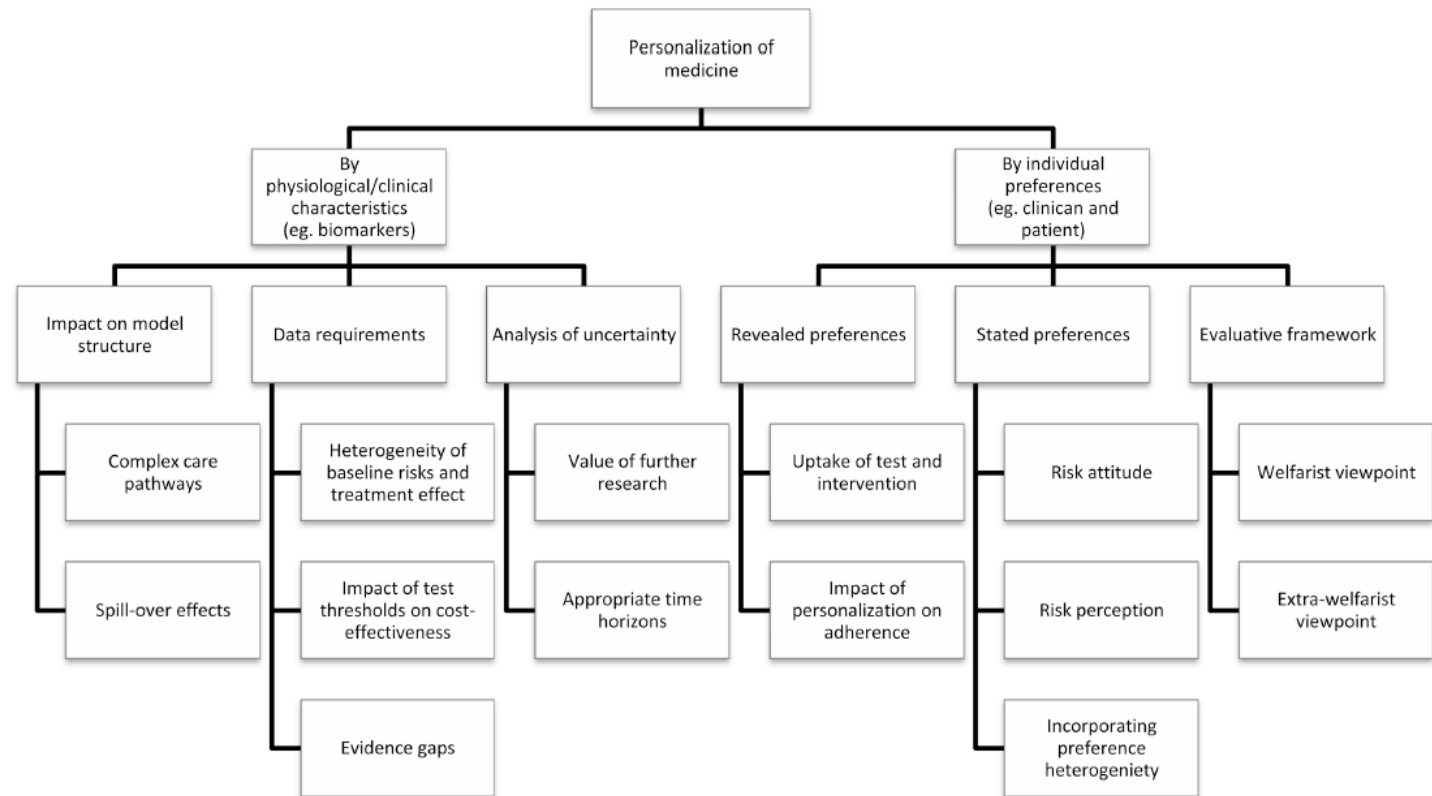 Personalization of
medicine
By
physiological/clinical
characteristics
(eg. biomarkers)
By individual
preferences
(eg. clinican and
patient)
Impact on model
structure
Data requirements
Analysis of uncertainty
Revealed preferences
Stated preferences
Evaluative framework
Complex care
pathways
Heterogeneity of
baseline risks and
treatment effect
Value of further
research
Uptake of test and
intervention
Risk attitude
Welfarist viewpoint
Spill-over effects
Impact of test
thresholds on cost-
effectiveness
Appropriate time
horizons
Impact of
personalization on
adherence
Risk perception
Extra-welfarist
viewpoint
Evidence gaps
Incorporating
preference
heterogeniety